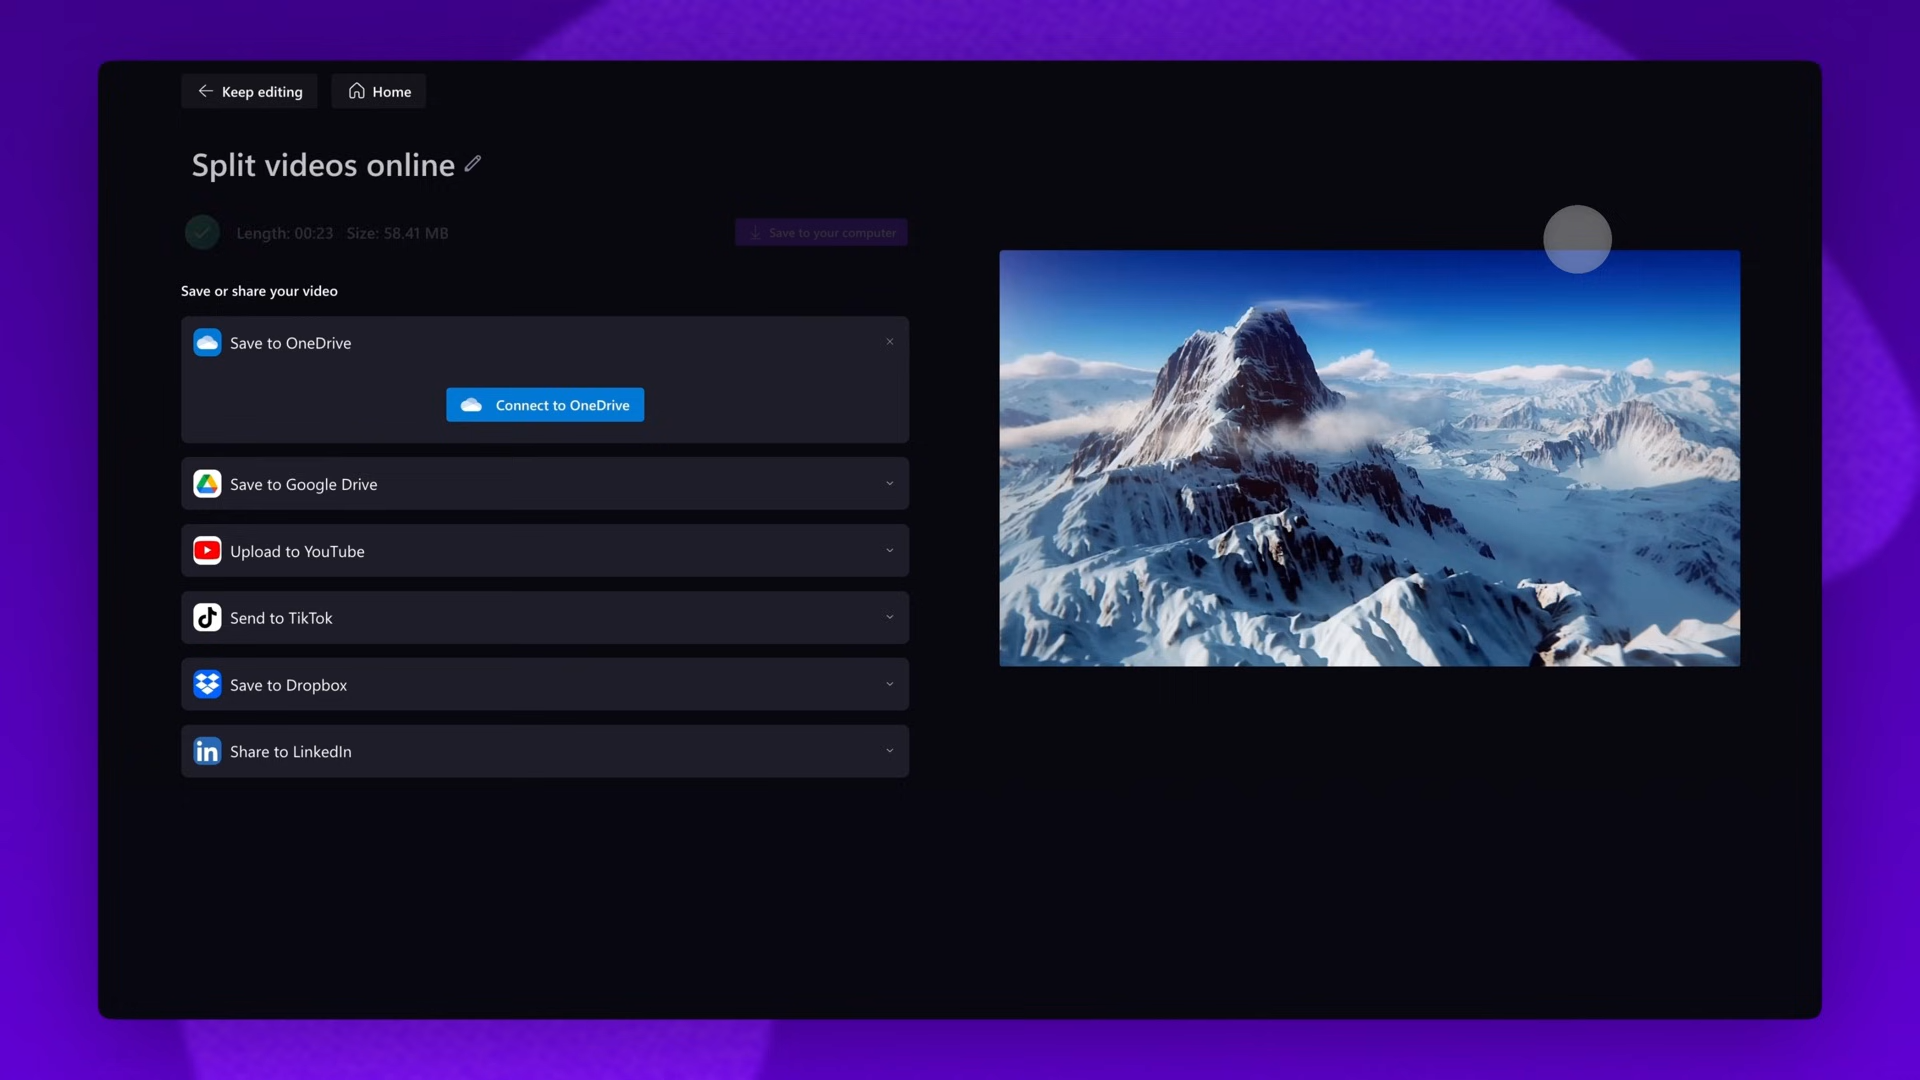 Keep editing
Home
Split videos online
Length: 00:23 Size: 58.41 MB
Save to your computer
Save or share your video
Save to OneDrive
Connect to OneDrive
Save to Google Drive
Upload to YouTube
Send to TikTok
Save to Dropbox
in Share to LinkedIn